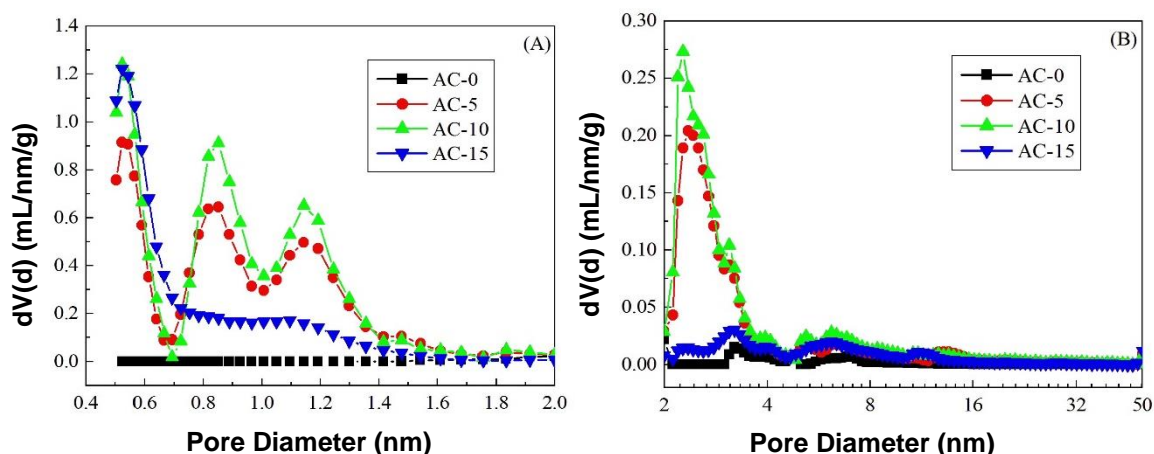 (A)
dV(d) (mL/nm/g)
1.4
1.2
1.0
0.8
0.6
0.4
0.2
0.0
AC-0
AC-5
AC-10
AC-15
0.4 0.6 0.8 1.0 1.2 1.4 1.6 1.8 2.0
Pore Diameter (nm)
(B)
dV(d) (mL/nm/g)
0.30
0.25
0.20
0.15
0.10
0.05
0.00
AC-0
AC-5
AC-10
AC-15
2 4 8 16 32 50
Pore Diameter (nm)